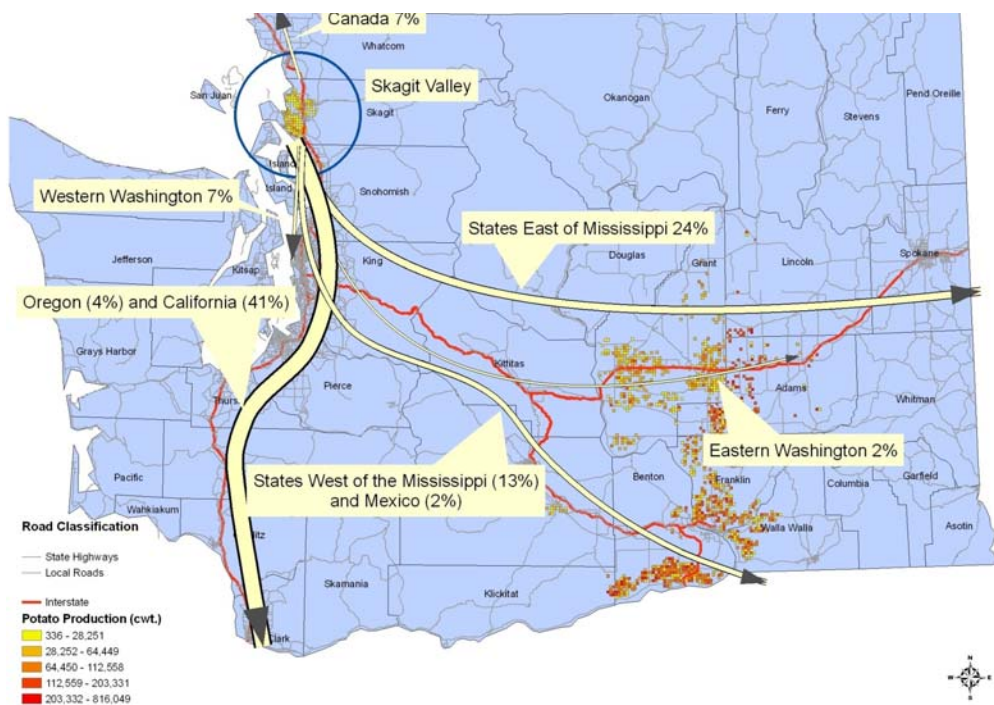 Canada 7%
Whatcom
San Juan
Skagit Valley
Skagit
Okanogan
Ferry
Stevens
Pend Oreille
Island
Island
Snohomish
Western Washington 7%
States East of Mississippi 24%
Jefferson
Kitsap
King
Douglas
Grant
Lincoln
Spokane
Oregon (4%) and California (41%)
Grays Harbor
Kittitas
Pierce
Thurs
Adams
Whitman
Eastern Washington 2%
States West of the Mississippi (13%)
and Mexico (2%)
Pacific
Benton
Franklin
Columbia
Garfield
Wahkiakum
Walla Walla
Asotin
Skamania
Klickitat
Clark
Road Classification
State Highways
Local Roads
Interstate
Potato Production (cwt.)
336 - 28,251
28,252 - 64,449
64,450 - 112,558
112,559 - 203,331
203,332 - 816,049
N
W
E
S